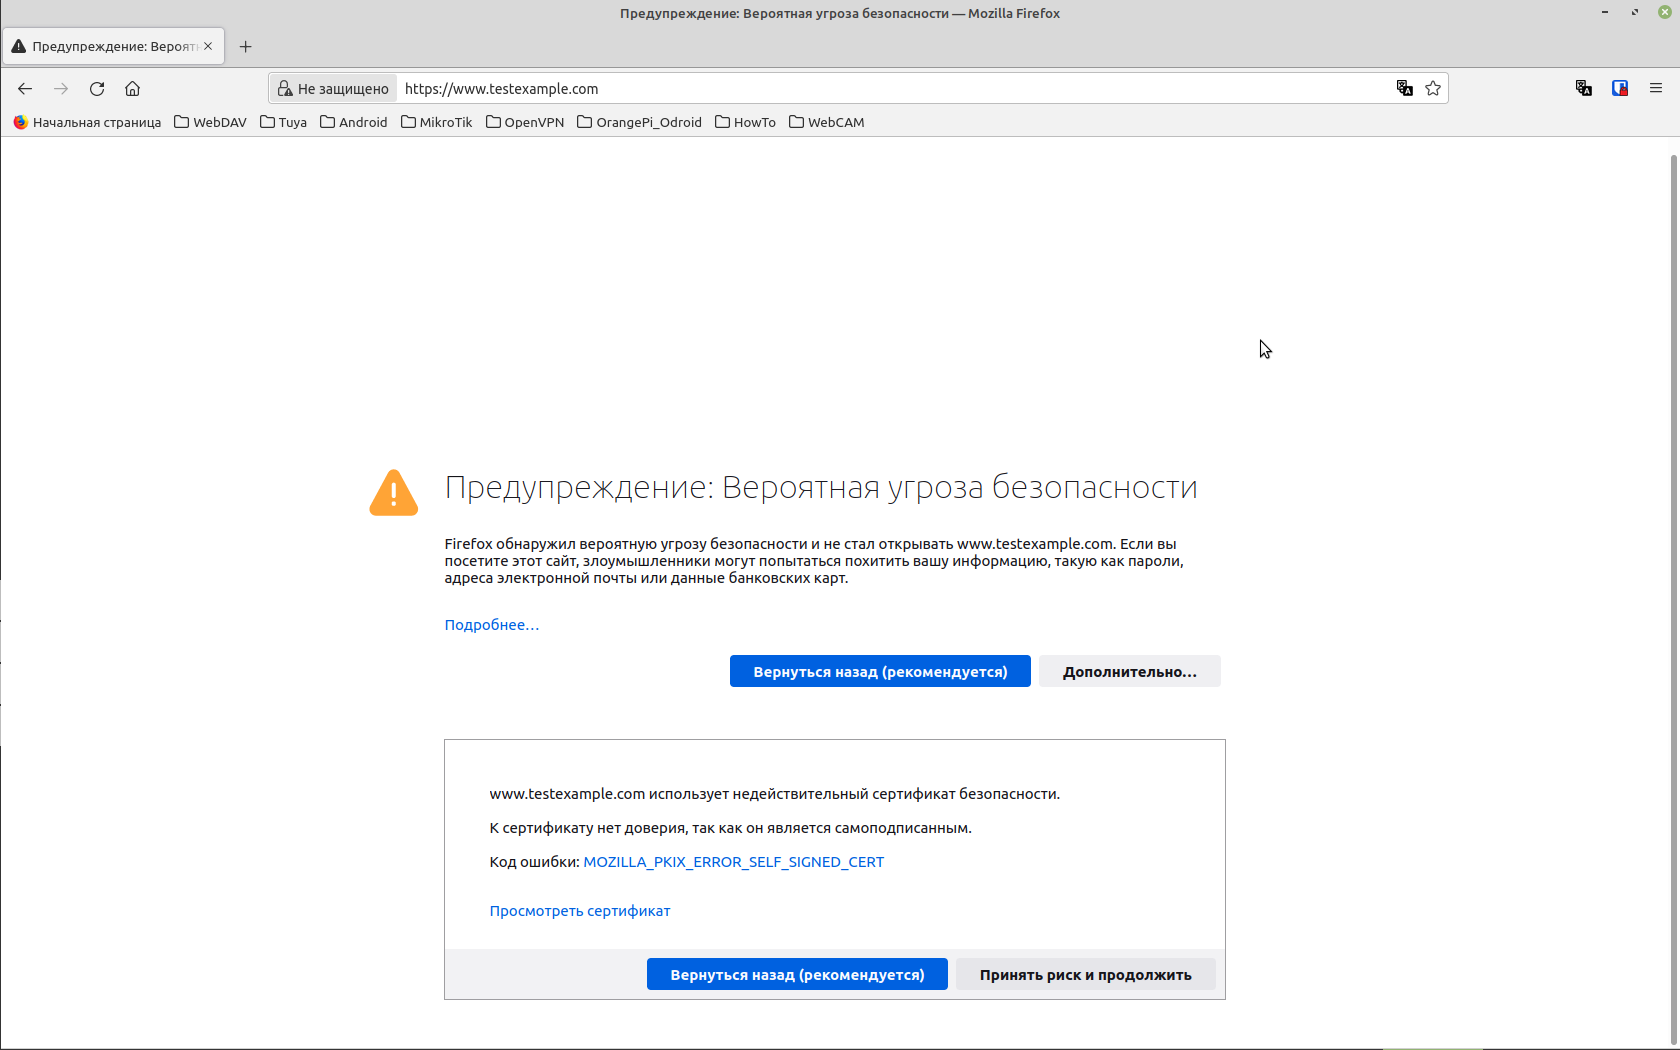 Предупреждение: Вероятная угроза безопасности — Mozilla Firefox
Предупреждение: Вероятн
Не защищено https://www.testexample.com
Начальная страница WebDAV Tuya Android MikroTik OpenVPN OrangePi_Odroid HowTo WebCAM
Предупреждение: Вероятная угроза безопасности
Firefox обнаружил вероятную угрозу безопасности и не стал открывать www.testexample.com. Если вы
посетите этот сайт, злоумышленники могут попытаться похитить вашу информацию, такую как пароли,
адреса электронной почты или данные банковских карт.
Подробнее…
Вернуться назад (рекомендуется) Дополнительно…
www.testexample.com использует недействительный сертификат безопасности.
К сертификату нет доверия, так как он является самоподписанным.
Код ошибки: MOZILLA_PKIX_ERROR_SELF_SIGNED_CERT
Просмотреть сертификат
Вернуться назад (рекомендуется) Принять риск и продолжить